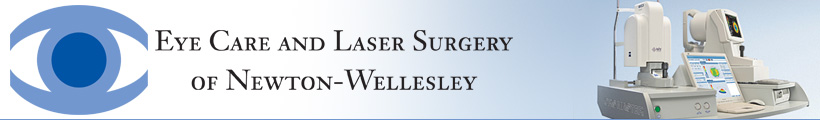 Eye Care and Laser Surgery
of Newton-Wellesley